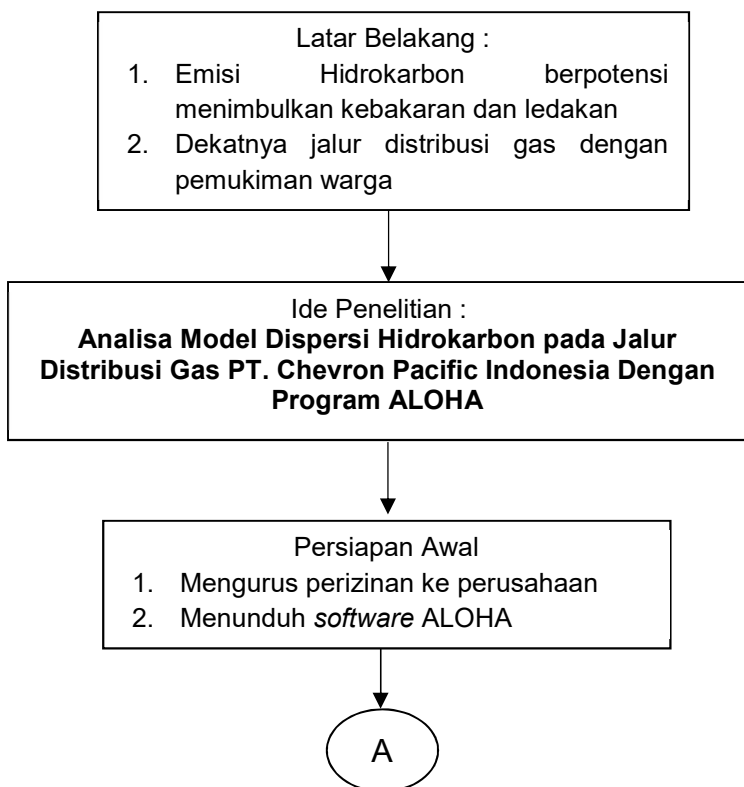 Latar Belakang :
1. Emisi Hidrokarbon berpotensi
menimbulkan kebakaran dan ledakan
2. Dekatnya jalur distribusi gas dengan
pemukiman warga
Ide Penelitian :
Analisa Model Dispersi Hidrokarbon pada Jalur
Distribusi Gas PT. Chevron Pacific Indonesia Dengan
Program ALOHA
Persiapan Awal
1. Mengurus perizinan ke perusahaan
2. Menunduh software ALOHA
A